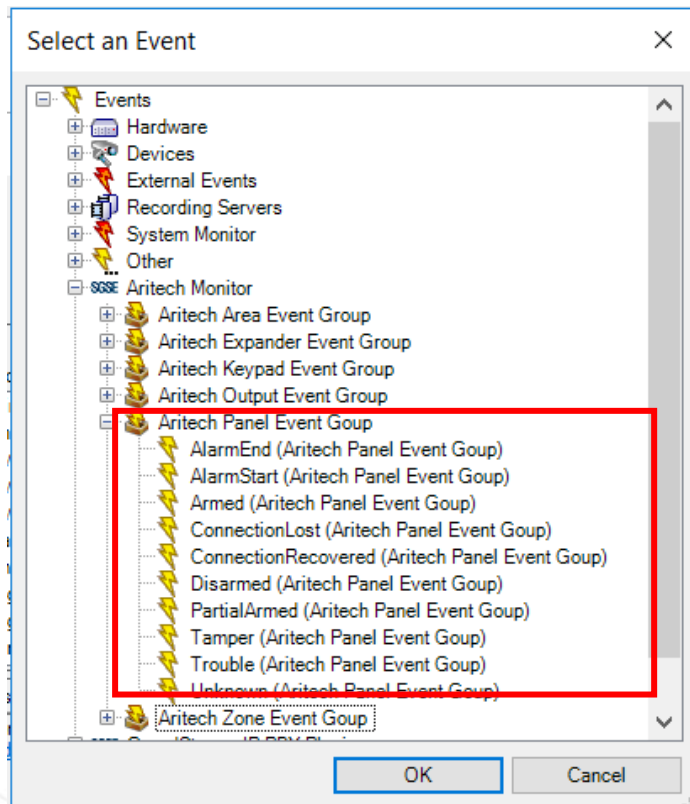 Select an Event
Events
Hardware
Devices
External Events
Recording Servers
System Monitor
Other
SGSE Aritech Monitor
Aritech Area Event Group
Aritech Expander Event Group
Aritech Keypad Event Group
Aritech Output Event Group
Aritech Panel Event Goup
AlarmEnd (Aritech Panel Event Goup)
AlarmStart (Aritech Panel Event Goup)
Armed (Aritech Panel Event Goup)
ConnectionLost (Aritech Panel Event Goup)
ConnectionRecovered (Aritech Panel Event Goup)
Disarmed (Aritech Panel Event Goup)
PartialArmed (Aritech Panel Event Goup)
Tamper (Aritech Panel Event Goup)
Trouble (Aritech Panel Event Goup)
Unknown (Aritech Panel Event Goup)
Aritech Zone Event Goup
OK Cancel